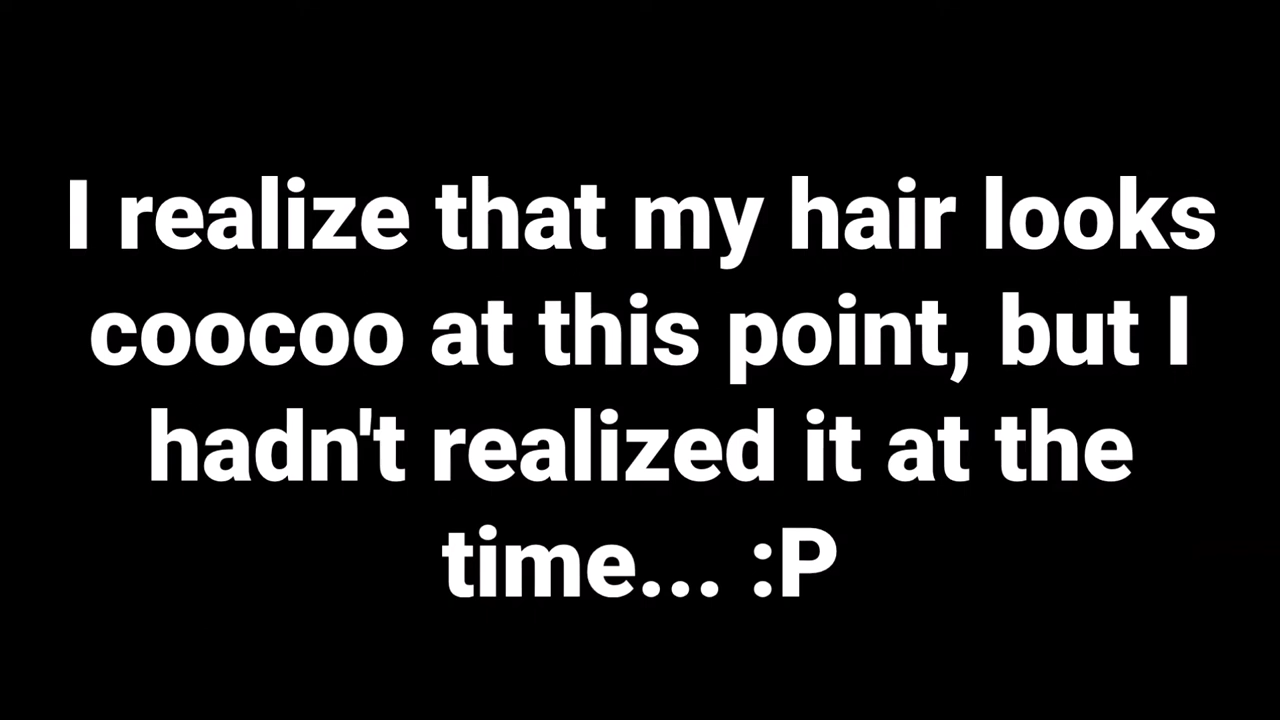 I realize that my hair looks
coocoo at this point, but I
hadn't realized it at the
time... :P